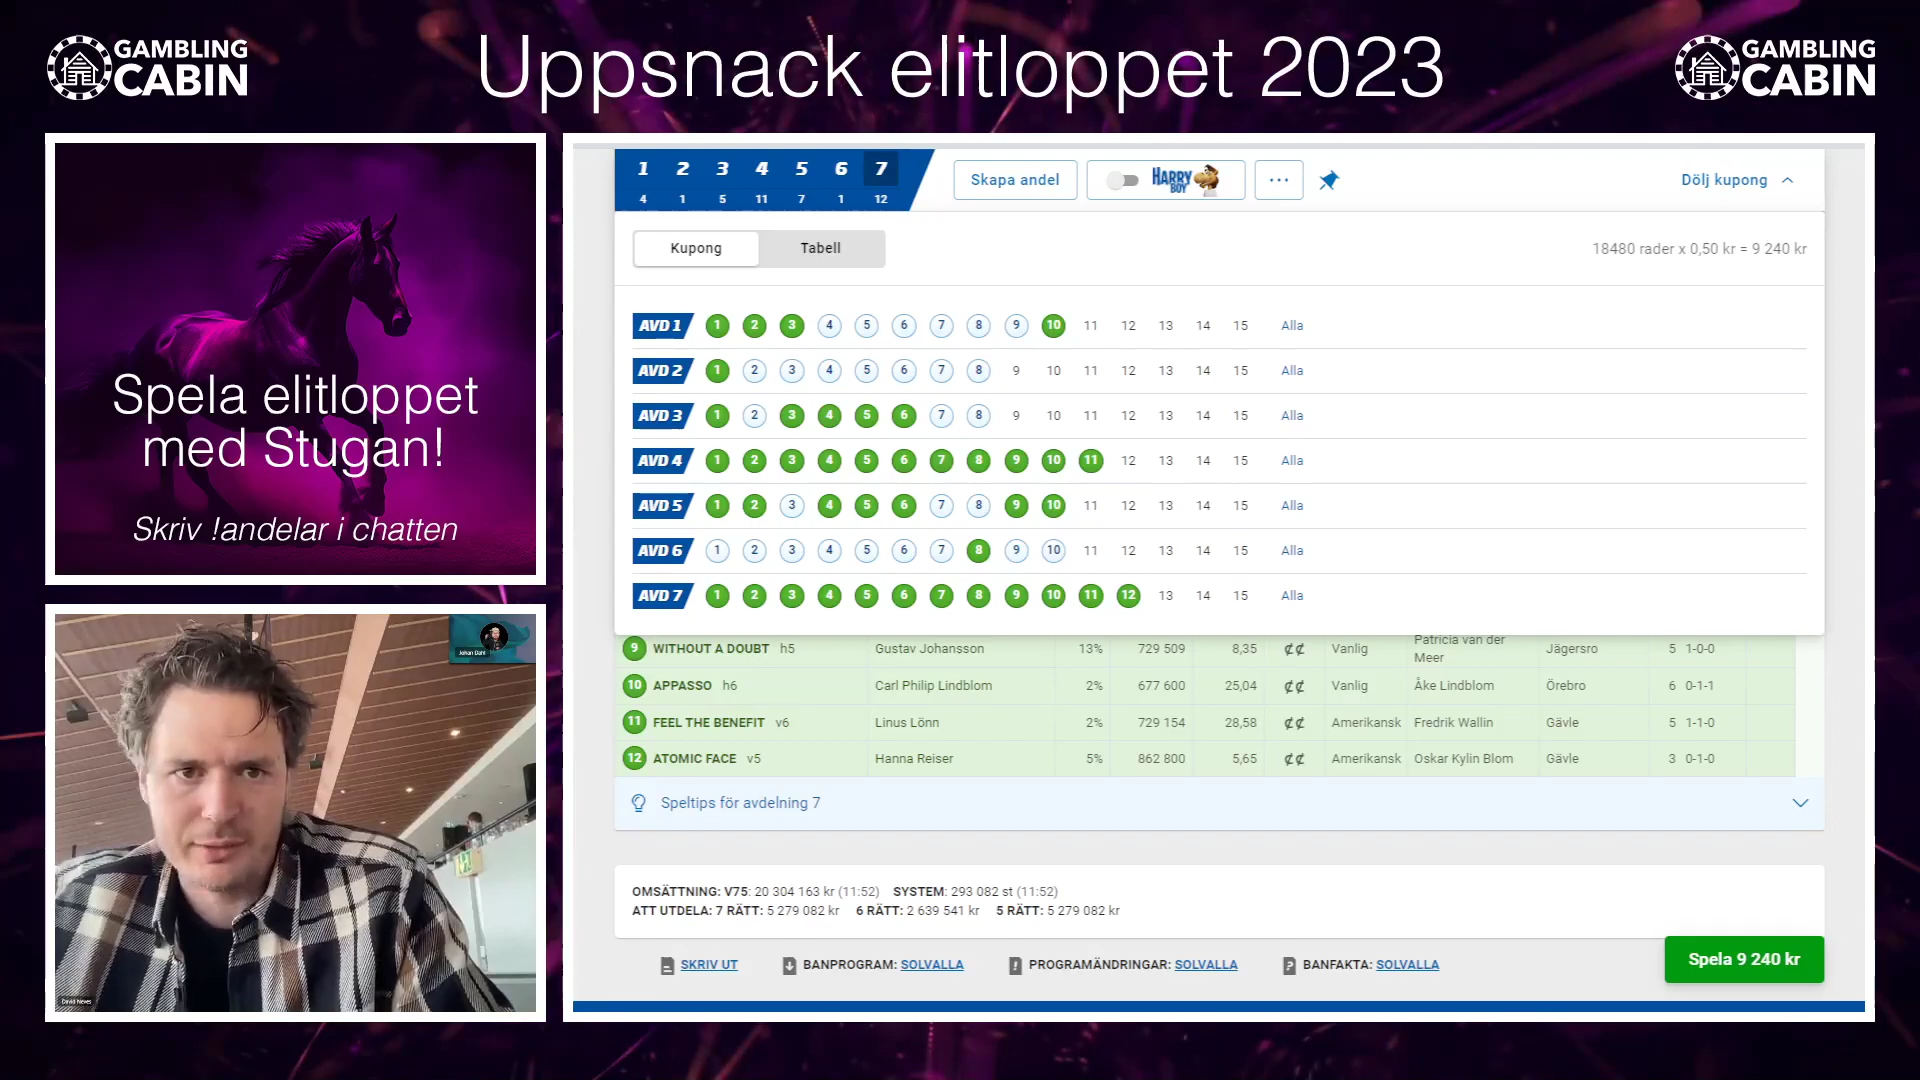 GAMBLING
CABIN
Uppsnack elitloppet 2023
GAMBLING
CABIN
Spela elitloppet
med Stugan!
Skriv !andelar i chatten
Johan Dahl
David Neves
1 2 3 4 5 6 7
4 1 5 11 7 1 12
Skapa andel
HARRY BOY
...
Dölj kupong
Kupong Tabell
18480 rader x 0,50 kr = 9 240 kr
AVD 1 1 2 3 4 5 6 7 8 9 10 11 12 13 14 15 Alla
AVD 2 1 2 3 4 5 6 7 8 9 10 11 12 13 14 15 Alla
AVD 3 1 2 3 4 5 6 7 8 9 10 11 12 13 14 15 Alla
AVD 4 1 2 3 4 5 6 7 8 9 10 11 12 13 14 15 Alla
AVD 5 1 2 3 4 5 6 7 8 9 10 11 12 13 14 15 Alla
AVD 6 1 2 3 4 5 6 7 8 9 10 11 12 13 14 15 Alla
AVD 7 1 2 3 4 5 6 7 8 9 10 11 12 13 14 15 Alla
9 WITHOUT A DOUBT h5 Gustav Johansson 13% 729 509 8,35 Vanlig Patricia van der Meer Jägersro 5 1-0-0
10 APPASSO h6 Carl Philip Lindblom 2% 677 600 25,04 Vanlig Åke Lindblom Örebro 6 0-1-1
11 FEEL THE BENEFIT v6 Linus Lönn 2% 729 154 28,58 Amerikansk Fredrik Wallin Gävle 5 1-1-0
12 ATOMIC FACE v5 Hanna Reiser 5% 862 800 5,65 Amerikansk Oskar Kylin Blom Gävle 3 0-1-0
Speltips för avdelning 7
OMSÄTTNING: V75: 20 304 163 kr (11:52) SYSTEM: 293 082 st (11:52)
ATT UTDELA: 7 RÄTT: 5 279 082 kr 6 RÄTT: 2 639 541 kr 5 RÄTT: 5 279 082 kr
SKRIV UT BANPROGRAM: SOLVALLA PROGRAMÄNDRINGAR: SOLVALLA BANFAKTA: SOLVALLA
Spela 9 240 kr